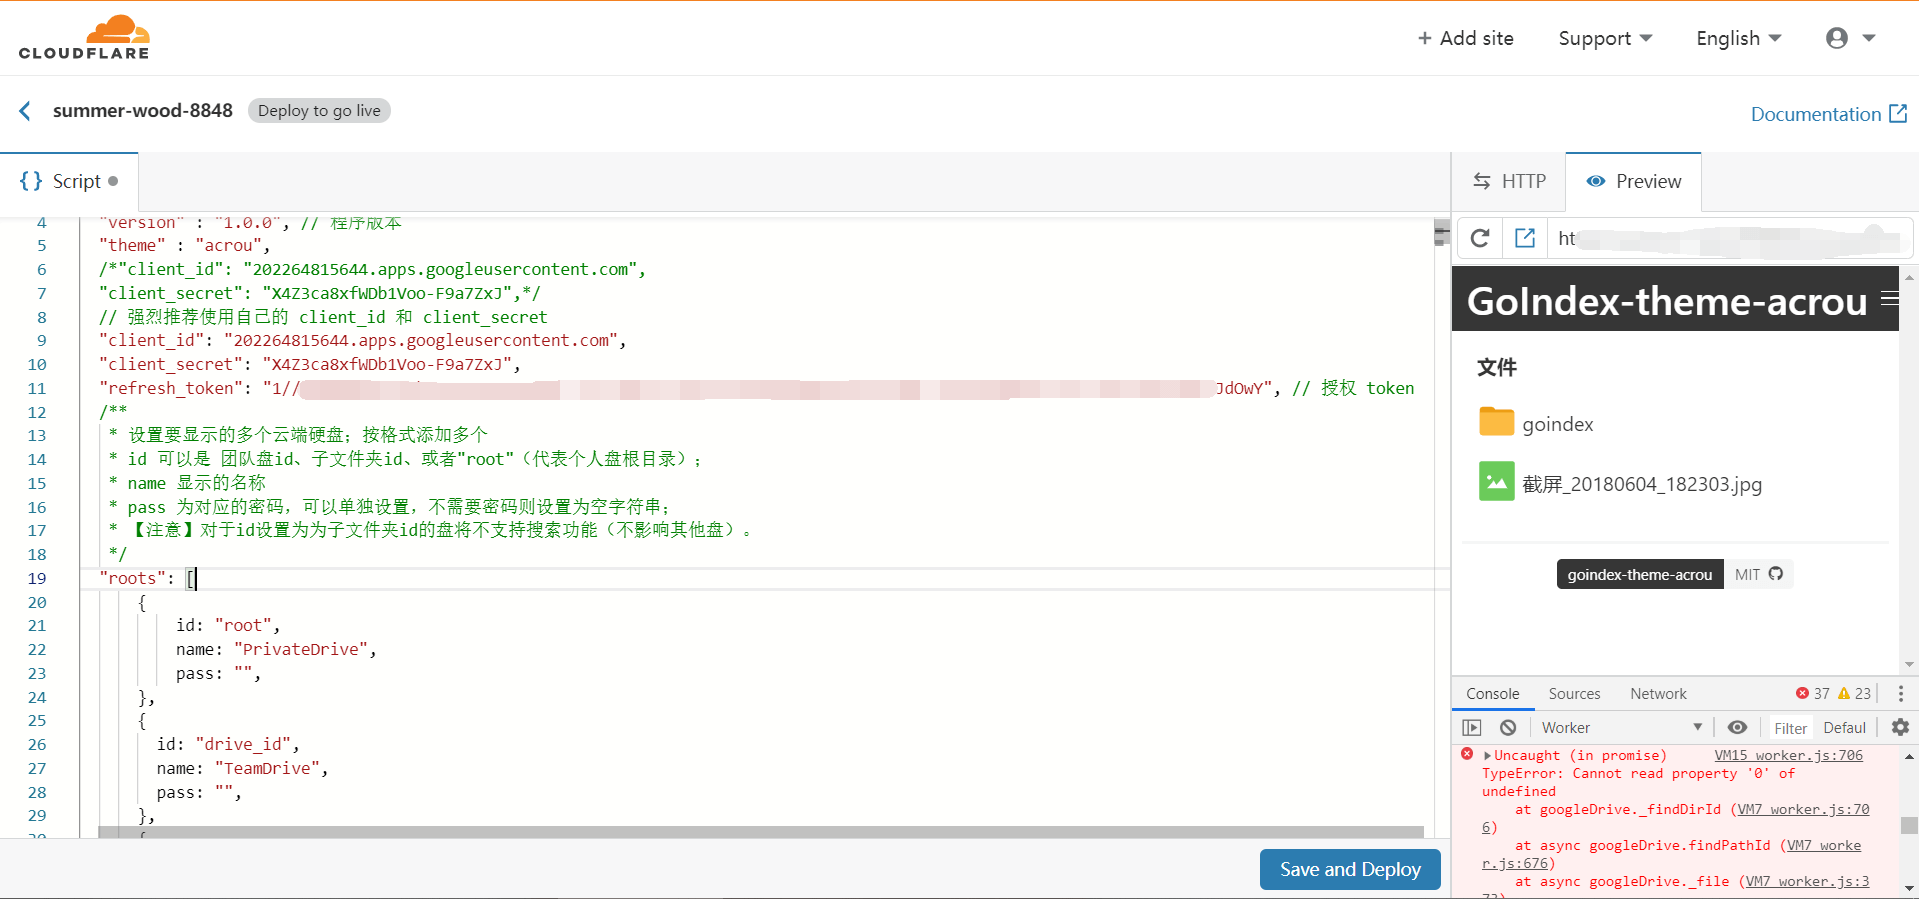 CLOUDFLARE
+ Add site
Support
English
summer-wood-8848
Deploy to go live
Documentation
{} Script
HTTP
Preview
4 "version" : "1.0.0", // 程序版本
5 "theme" : "acrou",
6 /*"client_id": "202264815644.apps.googleusercontent.com",
7 "client_secret": "X4Z3ca8xfWDb1Voo-F9a7ZxJ",*/
8 // 强烈推荐使用自己的 client_id 和 client_secret
9 "client_id": "202264815644.apps.googleusercontent.com",
10 "client_secret": "X4Z3ca8xfWDb1Voo-F9a7ZxJ",
11 "refresh_token": "1// JdOwY", // 授权 token
12 /**
13 * 设置要显示的多个云端硬盘；按格式添加多个
14 * id 可以是 团队盘id、子文件夹id、或者"root"（代表个人盘根目录）；
15 * name 显示的名称
16 * pass 为对应的密码，可以单独设置，不需要密码则设置为空字符串；
17 * 【注意】对于id设置为为子文件夹id的盘将不支持搜索功能（不影响其他盘）。
18 */
19 "roots": [
20 {
21 id: "root",
22 name: "PrivateDrive",
23 pass: "",
24 },
25 {
26 id: "drive_id",
27 name: "TeamDrive",
28 pass: "",
29 },
Save and Deploy
ht
GoIndex-theme-acrou
文件
goindex
截屏_20180604_182303.jpg
goindex-theme-acrou MIT
Console Sources Network 37 23
Worker Filter Defaul
Uncaught (in promise) VM15 worker.js:706
TypeError: Cannot read property '0' of
undefined
at googleDrive._findDirId (VM7 worker.js:70
6)
at async googleDrive.findPathId (VM7 worke
r.js:676)
at async googleDrive._file (VM7 worker.js:3